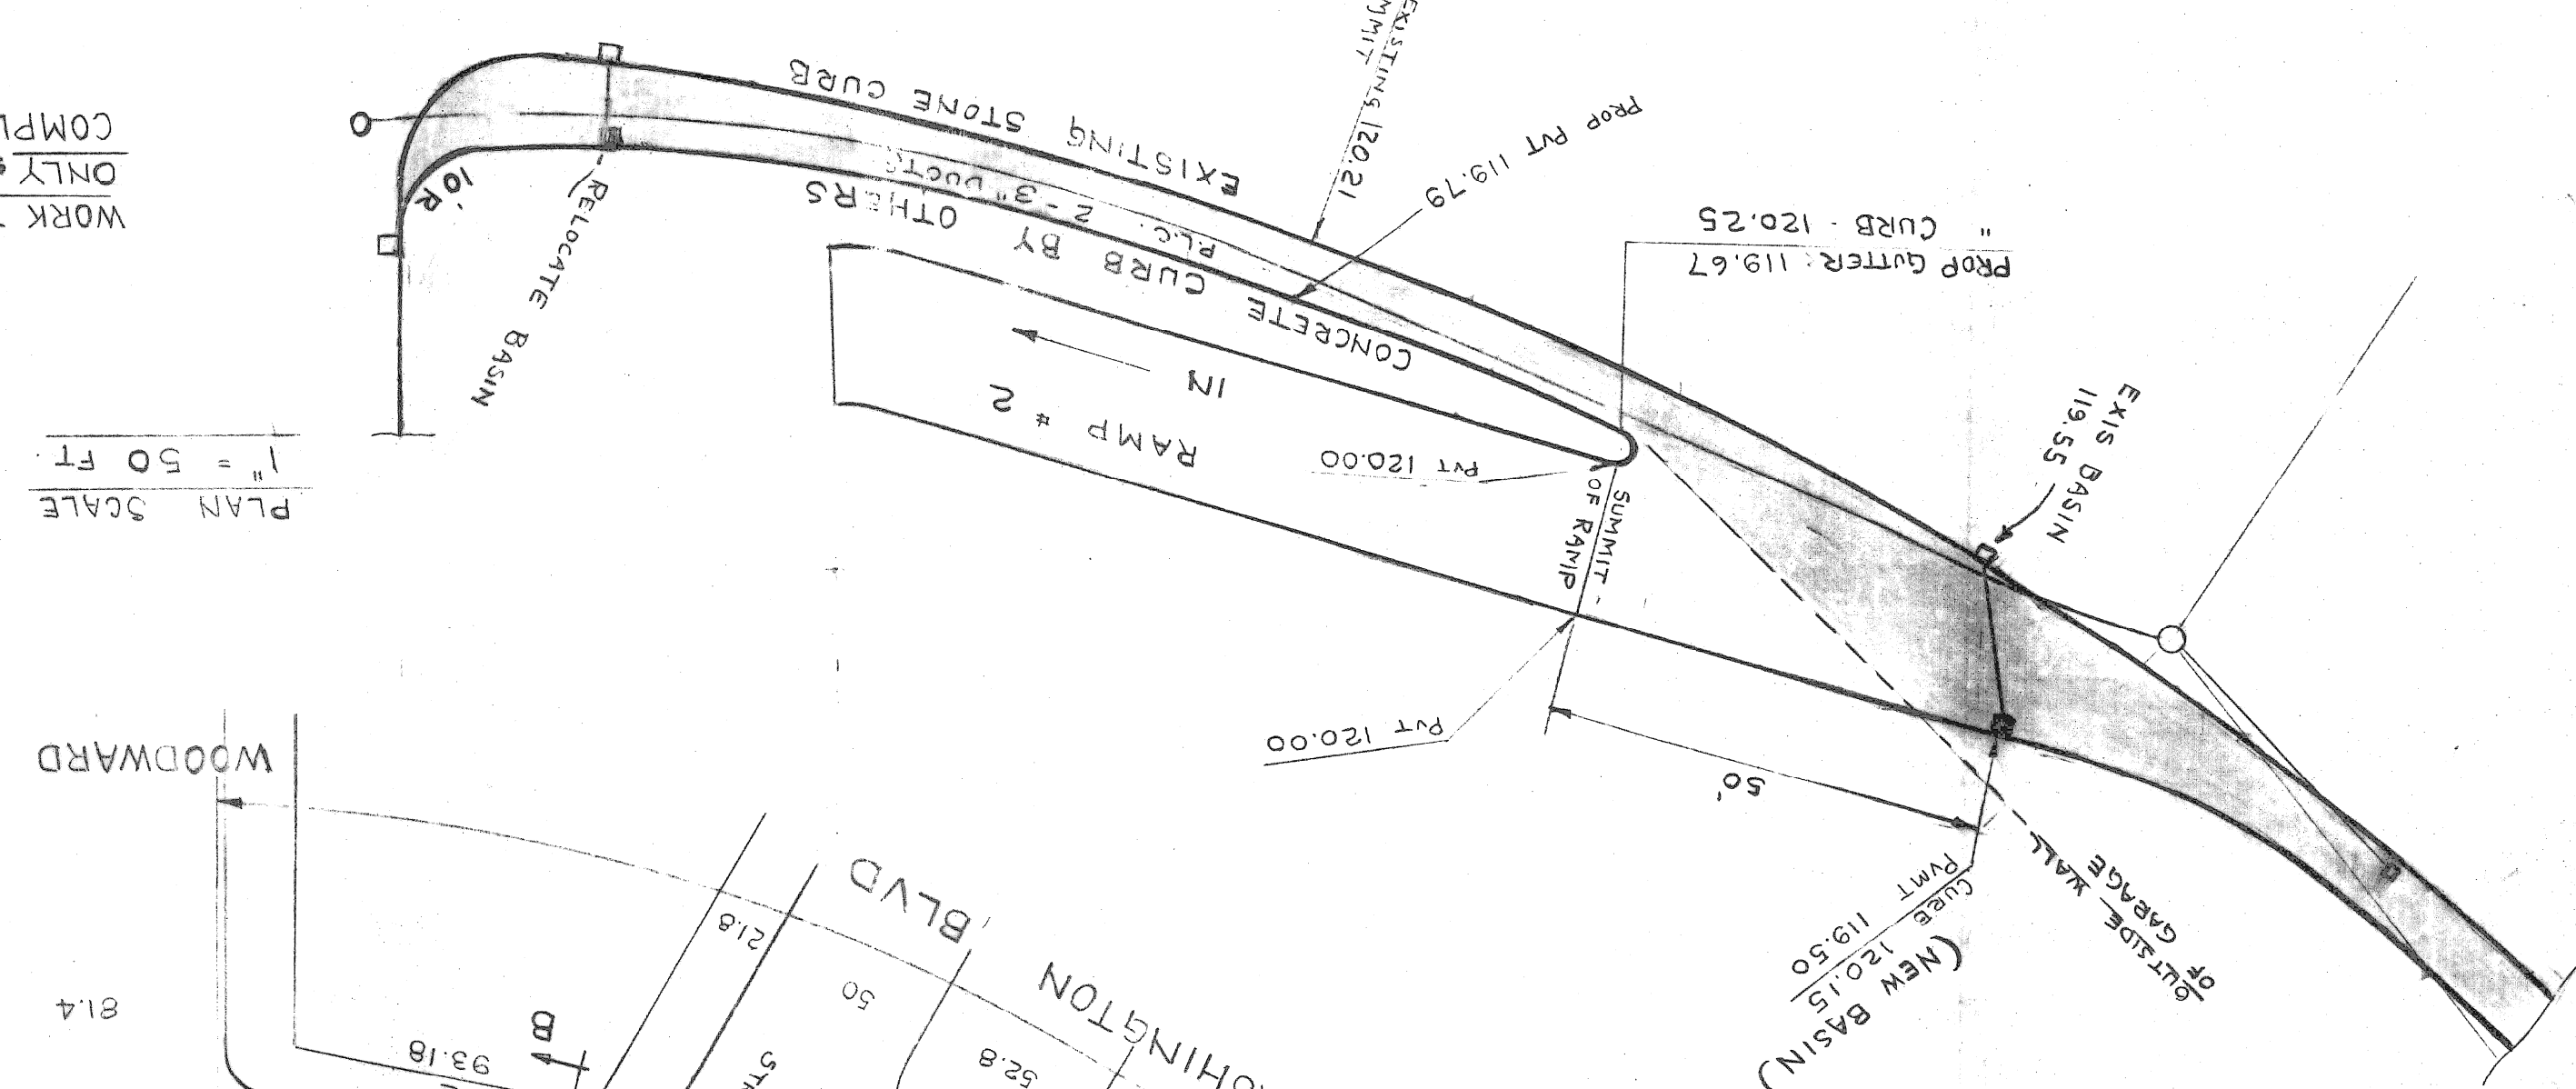 93.18
B
52.8
81.4
50
21.8
WOODWARD
BLVD
(NEW BASIN)
CURB 120.15
PVMT 119.50
OUTSIDE WALL
OF GARAGE
50'
PVT 120.00
PLAN SCALE
1" = 50 FT.
SUMMIT -
OF RAMP
PVT 120.00
RAMP # 2
IN
CONCRETE CURB BY OTHERS
P.L.C. 2 - 3" DUCTS
EXISTING STONE CURB
RELOCATE BASIN
10'R
WORK
ONLY
COMPL
PROP GUTTER: 119.67
" CURB - 120.25
PROP PVT 119.79
EXISTING 120.21
EXIS BASIN
119.55